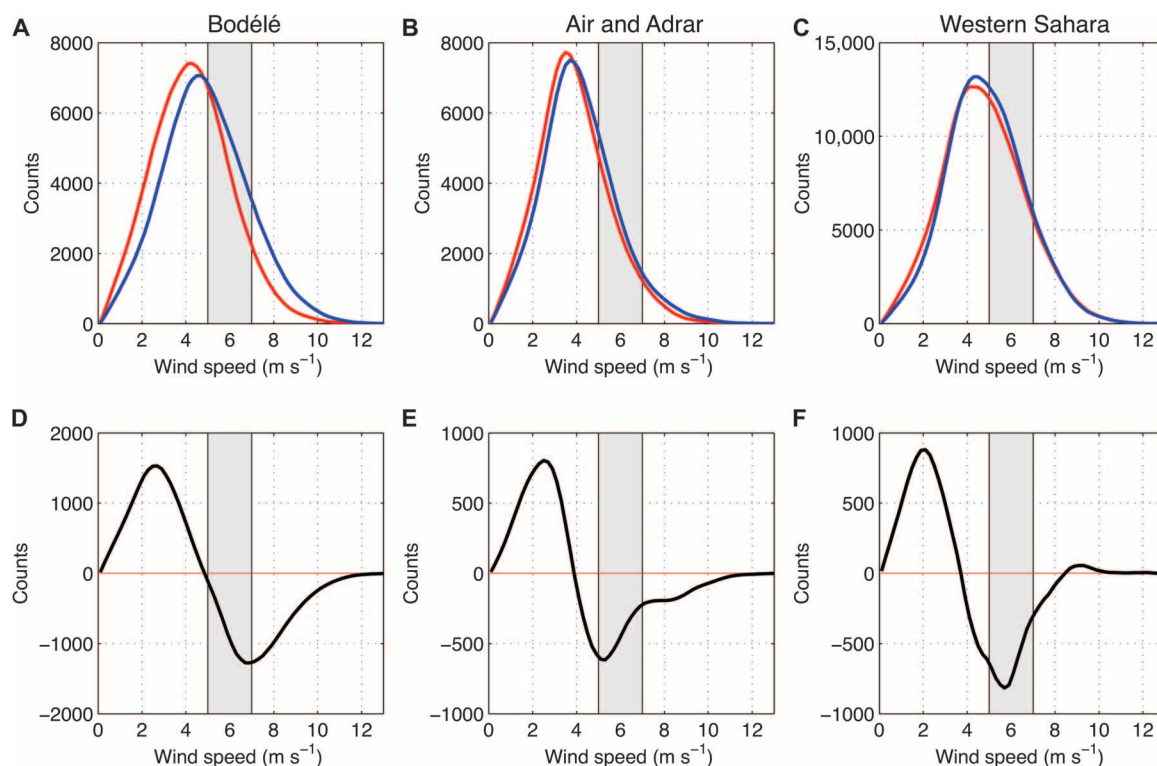 Bodélé
Air and Adrar
Western Sahara
A
8000
6000
4000
2000
0
Counts
0 2 4 6 8 10 12
Wind speed (m s⁻¹)
B
8000
6000
4000
2000
0
Counts
0 2 4 6 8 10 12
Wind speed (m s⁻¹)
C
15,000
10,000
5000
0
Counts
0 2 4 6 8 10 12
Wind speed (m s⁻¹)
D
2000
1000
0
−1000
−2000
Counts
0 2 4 6 8 10 12
Wind speed (m s⁻¹)
E
1000
500
0
−500
−1000
Counts
0 2 4 6 8 10 12
Wind speed (m s⁻¹)
F
1000
500
0
−500
−1000
Counts
0 2 4 6 8 10 12
Wind speed (m s⁻¹)